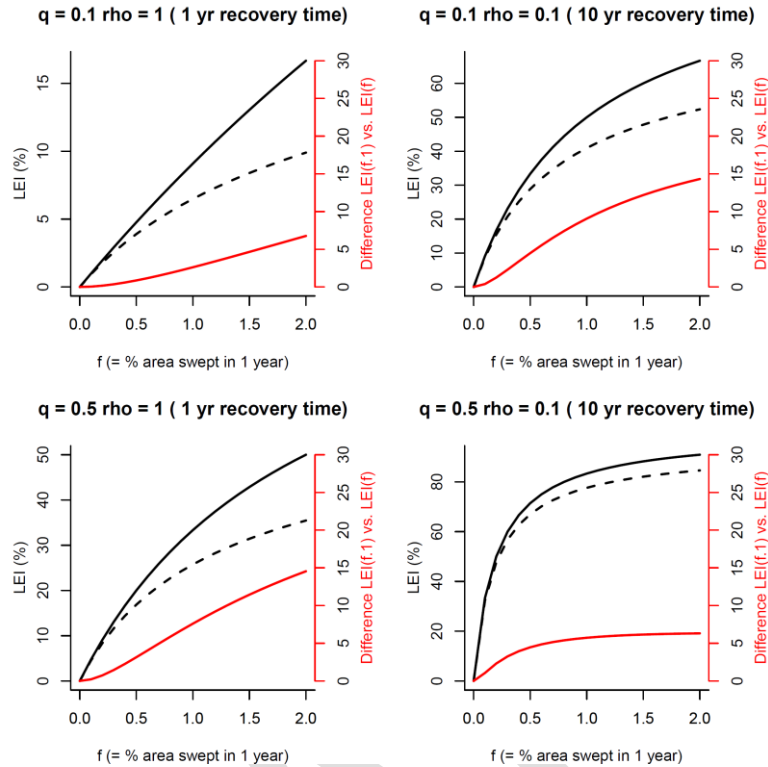 q = 0.1 rho = 1 ( 1 yr recovery time)
LEI (%)
0
5
10
15
0.0 0.5 1.0 1.5 2.0
f (= % area swept in 1 year)
0
5
10
15
20
25
30
Difference LEI(f.1) vs. LEI(f)
q = 0.1 rho = 0.1 ( 10 yr recovery time)
LEI (%)
0
10
20
30
40
50
60
0.0 0.5 1.0 1.5 2.0
f (= % area swept in 1 year)
0
5
10
15
20
25
30
Difference LEI(f.1) vs. LEI(f)
q = 0.5 rho = 1 ( 1 yr recovery time)
LEI (%)
0
10
20
30
40
50
0.0 0.5 1.0 1.5 2.0
f (= % area swept in 1 year)
0
5
10
15
20
25
30
Difference LEI(f.1) vs. LEI(f)
q = 0.5 rho = 0.1 ( 10 yr recovery time)
LEI (%)
0
20
40
60
80
0.0 0.5 1.0 1.5 2.0
f (= % area swept in 1 year)
0
5
10
15
20
25
30
Difference LEI(f.1) vs. LEI(f)